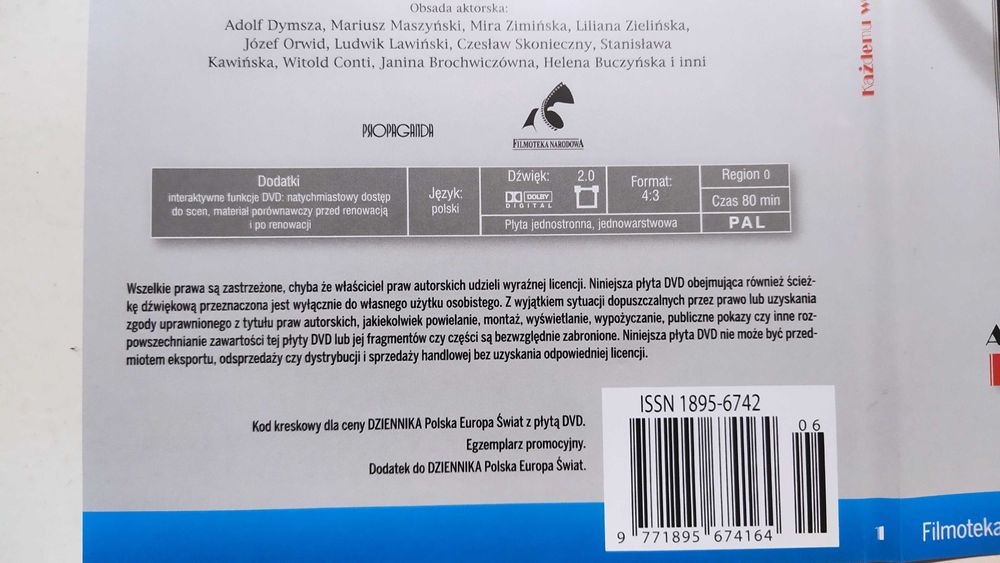 Obsada aktorska:
Adolf Dymsza, Mariusz Maszyński, Mira Zimińska, Liliana Zielińska,
Józef Orwid, Ludwik Lawiński, Czesław Skonieczny, Stanisława
Kawińska, Witold Conti, Janina Brochwiczówna, Helena Buczyńska i inni
PROPAGANDA
FILMOTEKA NARODOWA
Dodatki
interaktywne funkcje DVD: natychmiastowy dostęp
do scen, materiał porównawczy przed renowacją
i po renowacji
Język:
polski
Dźwięk: 2.0
DOLBY
DIGITAL
Płyta jednostronna, jednowarstwowa
Format:
4:3
Region 0
Czas 80 min
PAL
Wszelkie prawa są zastrzeżone, chyba że właściciel praw autorskich udzieli wyraźnej licencji. Niniejsza płyta DVD obejmująca również ścież-
kę dźwiękową przeznaczona jest wyłącznie do własnego użytku osobistego. Z wyjątkiem sytuacji dopuszczalnych przez prawo lub uzyskania
zgody uprawnionego z tytułu praw autorskich, jakiekolwiek powielanie, montaż, wyświetlanie, wypożyczanie, publiczne pokazy czy inne roz-
powszechnianie zawartości tej płyty DVD lub jej fragmentów czy części są bezwzględnie zabronione. Niniejsza płyta DVD nie może być przed-
miotem eksportu, odsprzedaży czy dystrybucji i sprzedaży handlowej bez uzyskania odpowiedniej licencji.
Kod kreskowy dla ceny DZIENNIKA Polska Europa Świat z płytą DVD.
Egzemplarz promocyjny.
Dodatek do DZIENNIKA Polska Europa Świat.
ISSN 1895-6742
06
9 771895 674164
Każdemu w
1
Filmoteka